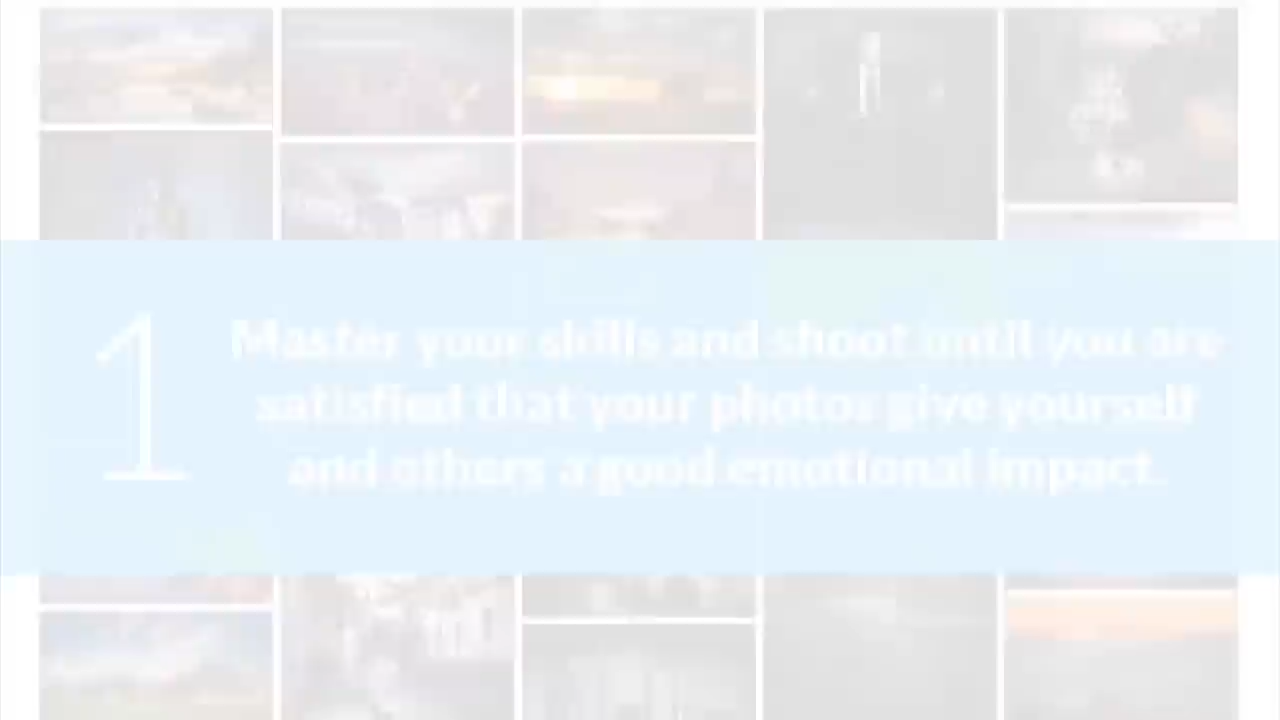 1
Master your skills and shoot until you are
satisfied that your photos give yourself
and others a good emotional impact.